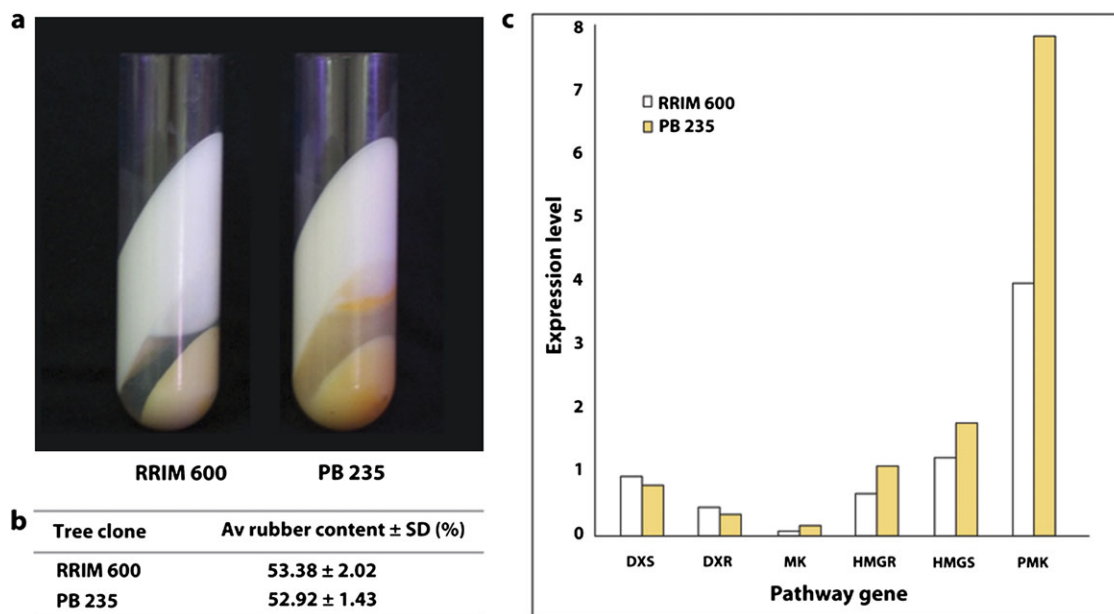 a
RRIM 600 PB 235
b
Tree clone Av rubber content ± SD (%)
RRIM 600 53.38 ± 2.02
PB 235 52.92 ± 1.43
c
Expression level
8
7
6
5
4
3
2
1
0
RRIM 600
PB 235
DXS DXR MK HMGR HMGS PMK
Pathway gene